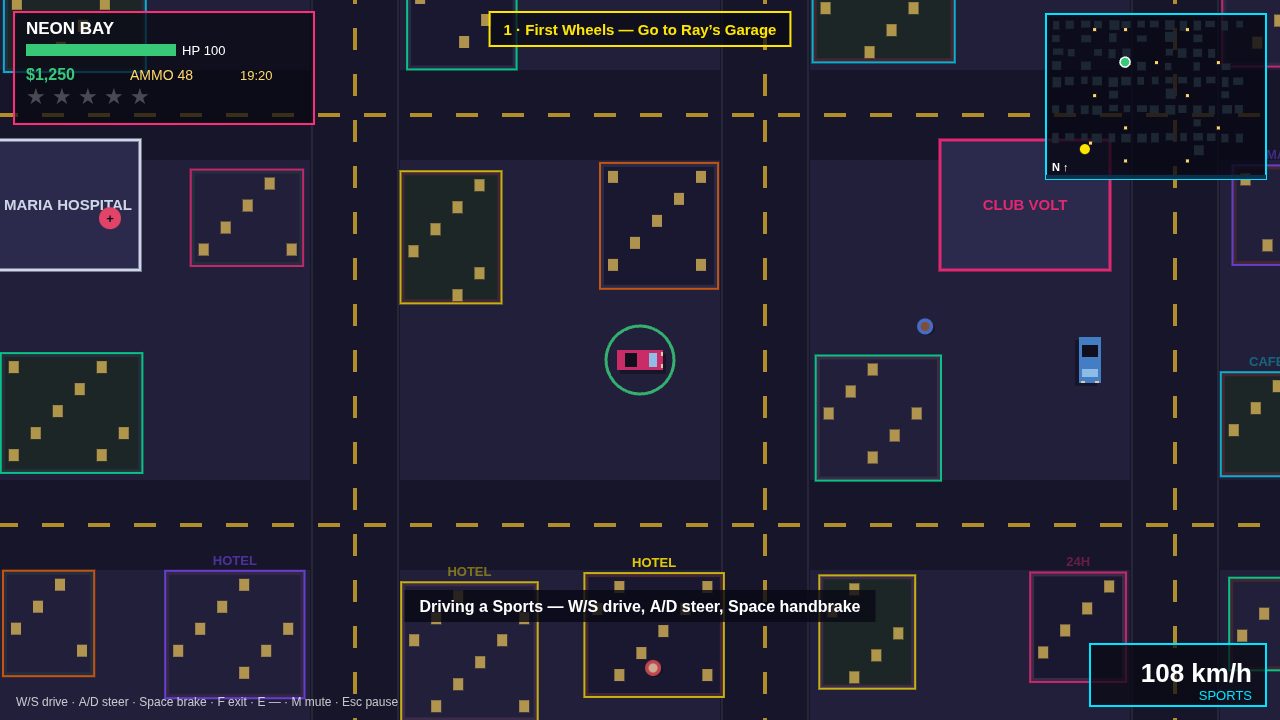 NEON BAY
HP 100
$1,250
AMMO 48
19:20
★★★★★
1 · First Wheels — Go to Ray's Garage
N ↑
MARIA HOSPITAL
+
CLUB VOLT
CAFE
HOTEL
HOTEL
HOTEL
24H
Driving a Sports — W/S drive, A/D steer, Space handbrake
108 km/h
SPORTS
W/S drive · A/D steer · Space brake · F exit · E — · M mute · Esc pause